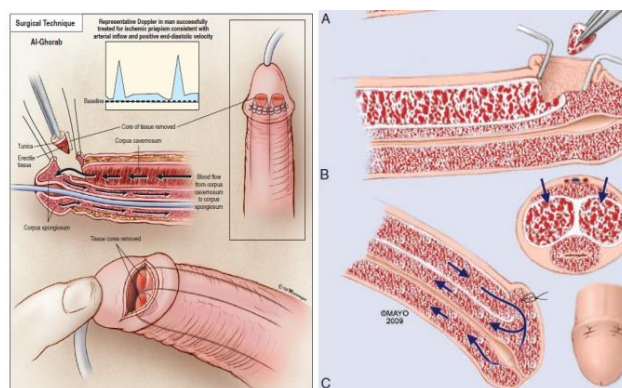 Surgical Technique
Al-Ghorab
Representative Doppler in man successfully
treated for ischemic priapism consistent with
arterial inflow and positive end-diastolic velocity
Baseline
Core of tissue removed
Tunica
Erectile
tissue
Corpus cavernosum
Blood flow
from corpus
cavernosum
to corpus
spongiosum
Corpus spongiosum
Tissue cores removed
A
B
©MAYO
2009
C